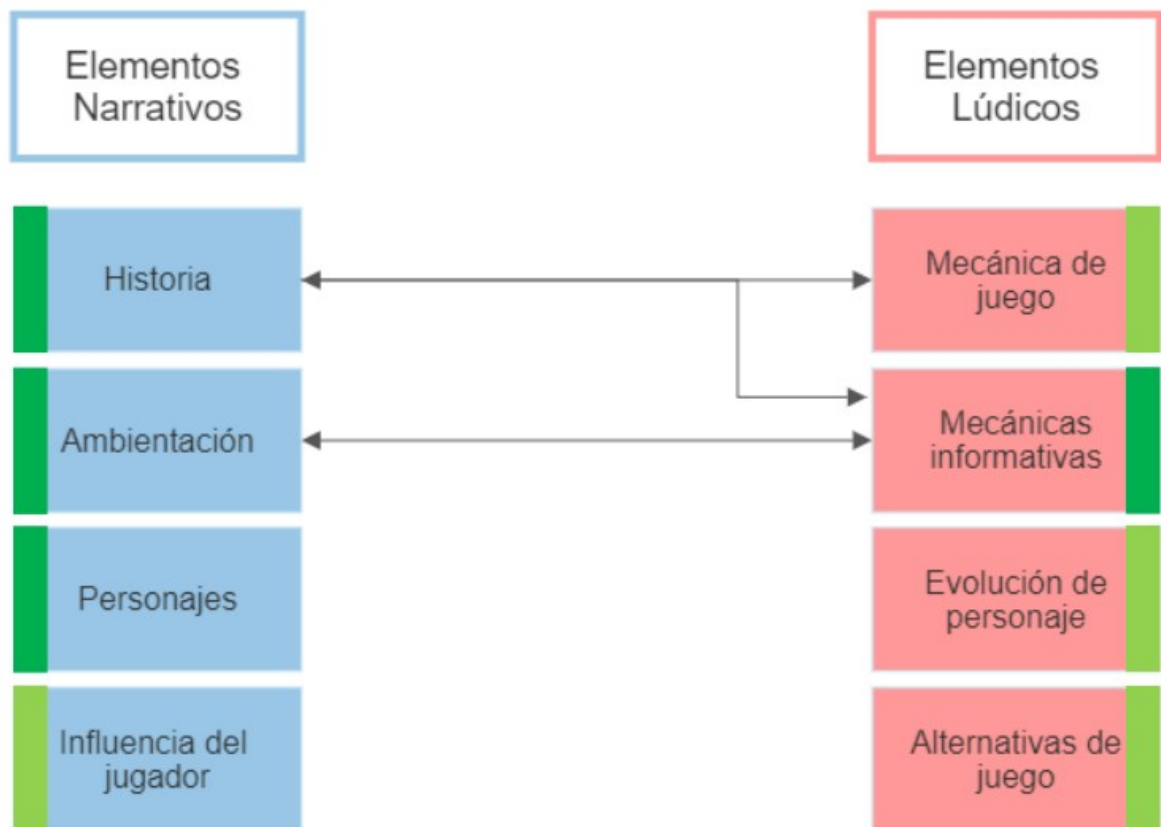 Elementos
Narrativos
Elementos
Lúdicos
Historia
Mecánica de
juego
Ambientación
Mecánicas
informativas
Personajes
Evolución de
personaje
Influencia del
jugador
Alternativas de
juego